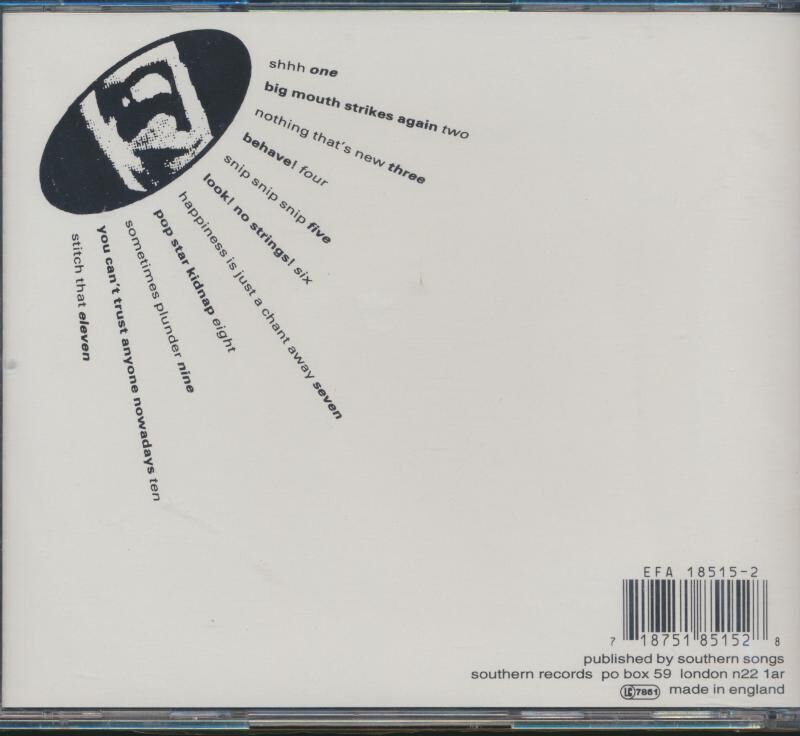 shhh one
big mouth strikes again two
nothing that's new three
behave! four
snip snip snip five
look! no strings! six
happiness is just a chant away seven
pop star kidnap eight
sometimes plunder nine
you can't trust anyone nowadays ten
stitch that eleven
EFA 18515-2
7 18751 85152 8
published by southern songs
southern records po box 59 london n22 1ar
LC 7861 made in england